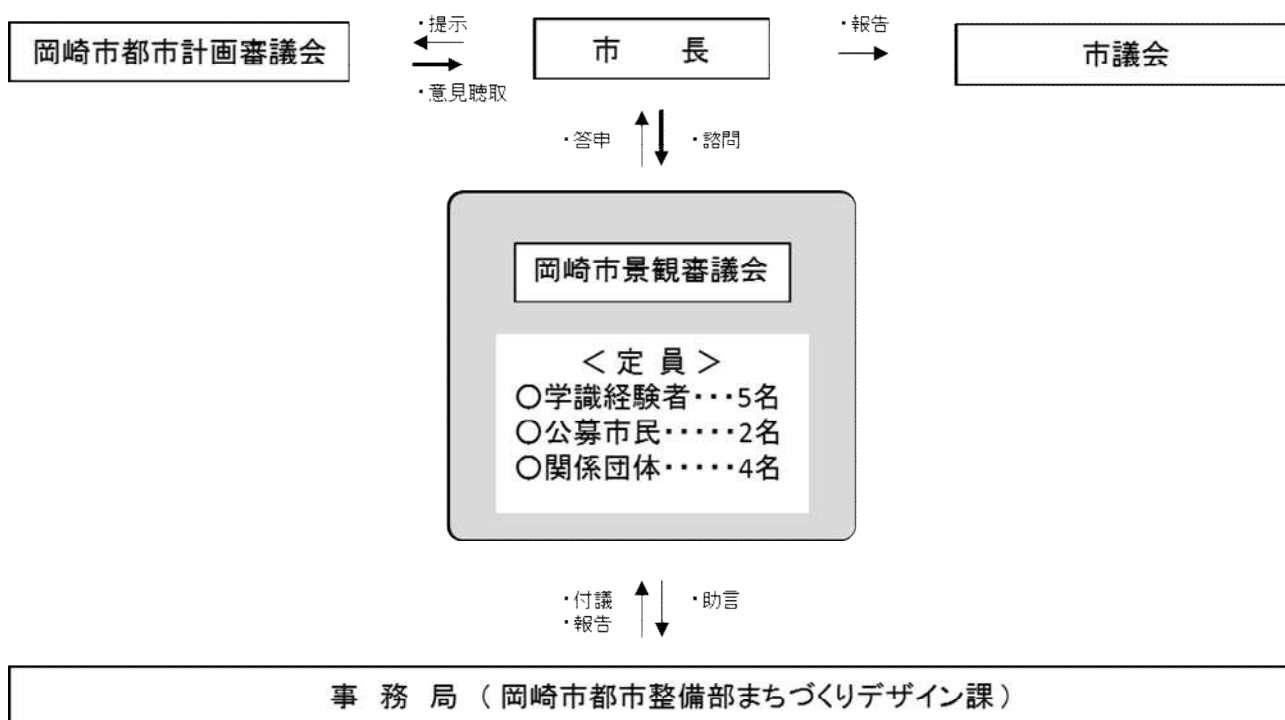 岡崎市都市計画審議会
・提示
・意見聴取
市　長
・報告
市議会
・答申
・諮問
岡崎市景観審議会
＜ 定 員 ＞
○学識経験者･･･5名
○公募市民･････2名
○関係団体･････4名
・付議
・報告
・助言
事 務 局 （ 岡崎市都市整備部まちづくりデザイン課 ）